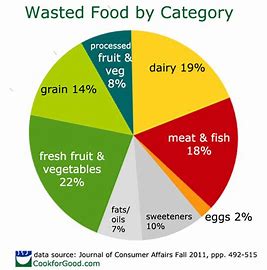 Wasted Food by Category
processed
fruit &
veg
8%
dairy 19%
grain 14%
meat & fish
18%
fresh fruit &
vegetables
22%
fats/
oils
7%
sweeteners
10%
eggs 2%
data source: Journal of Consumer Affairs Fall 2011, ppp. 492-515
CookforGood.com